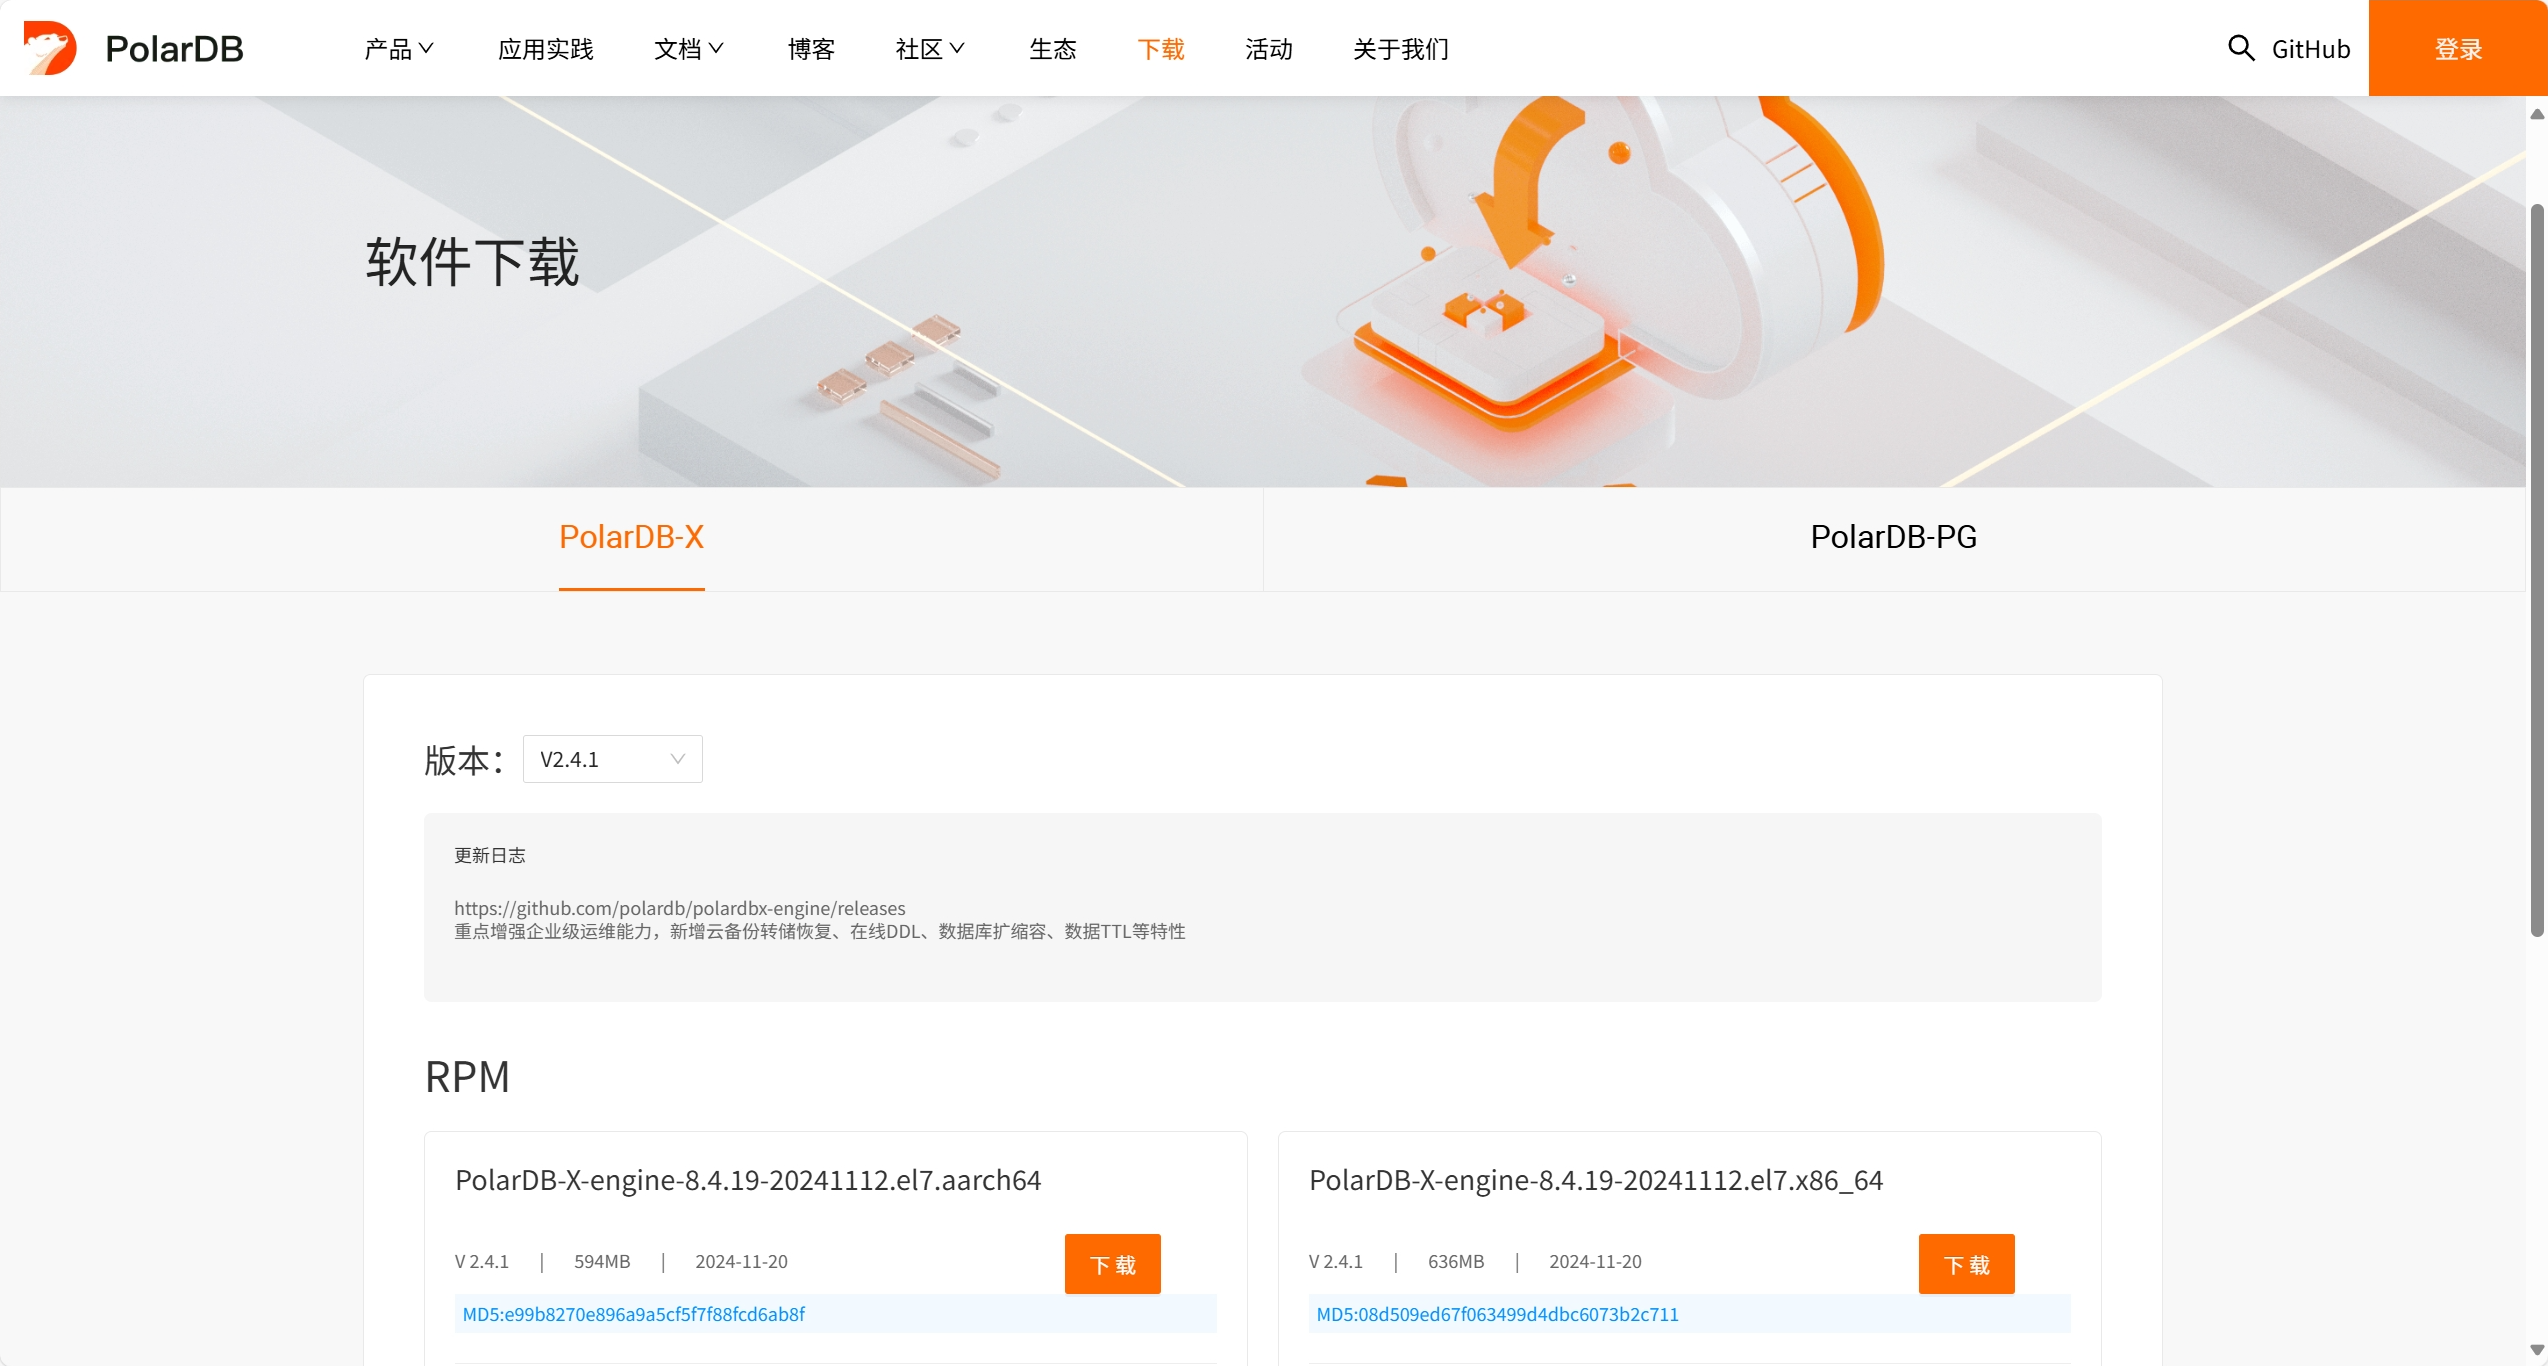 PolarDB
产品 应用实践 文档 博客 社区 生态 下载 活动 关于我们
GitHub 登录
软件下载
PolarDB-X
PolarDB-PG
版本： V2.4.1
更新日志
https://github.com/polardb/polardbx-engine/releases
重点增强企业级运维能力，新增云备份转储恢复、在线DDL、数据库扩缩容、数据TTL等特性
RPM
PolarDB-X-engine-8.4.19-20241112.el7.aarch64
V 2.4.1 | 594MB | 2024-11-20
下载
MD5:e99b8270e896a9a5cf5f7f88fcd6ab8f
PolarDB-X-engine-8.4.19-20241112.el7.x86_64
V 2.4.1 | 636MB | 2024-11-20
下载
MD5:08d509ed67f063499d4dbc6073b2c711